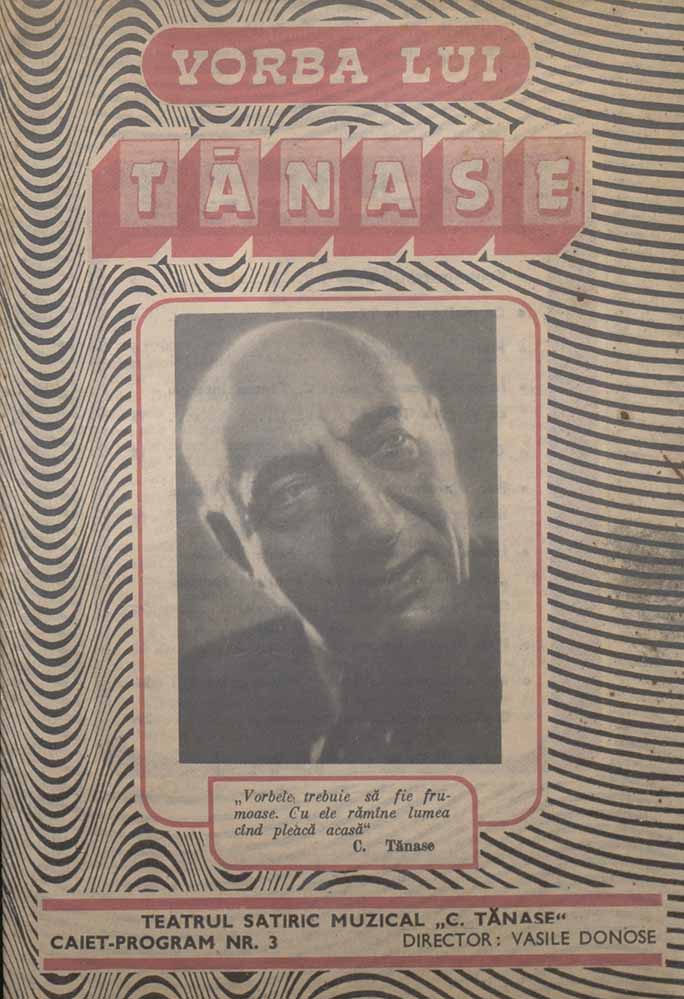 VORBA LUI
TĂNASE
„Vorbele trebuie să fie fru-
moase. Cu ele rămîne lumea
cînd pleacă acasă“
C. Tănase
TEATRUL SATIRIC MUZICAL „C. TĂNASE“
CAIET-PROGRAM NR. 3 DIRECTOR: VASILE DONOSE